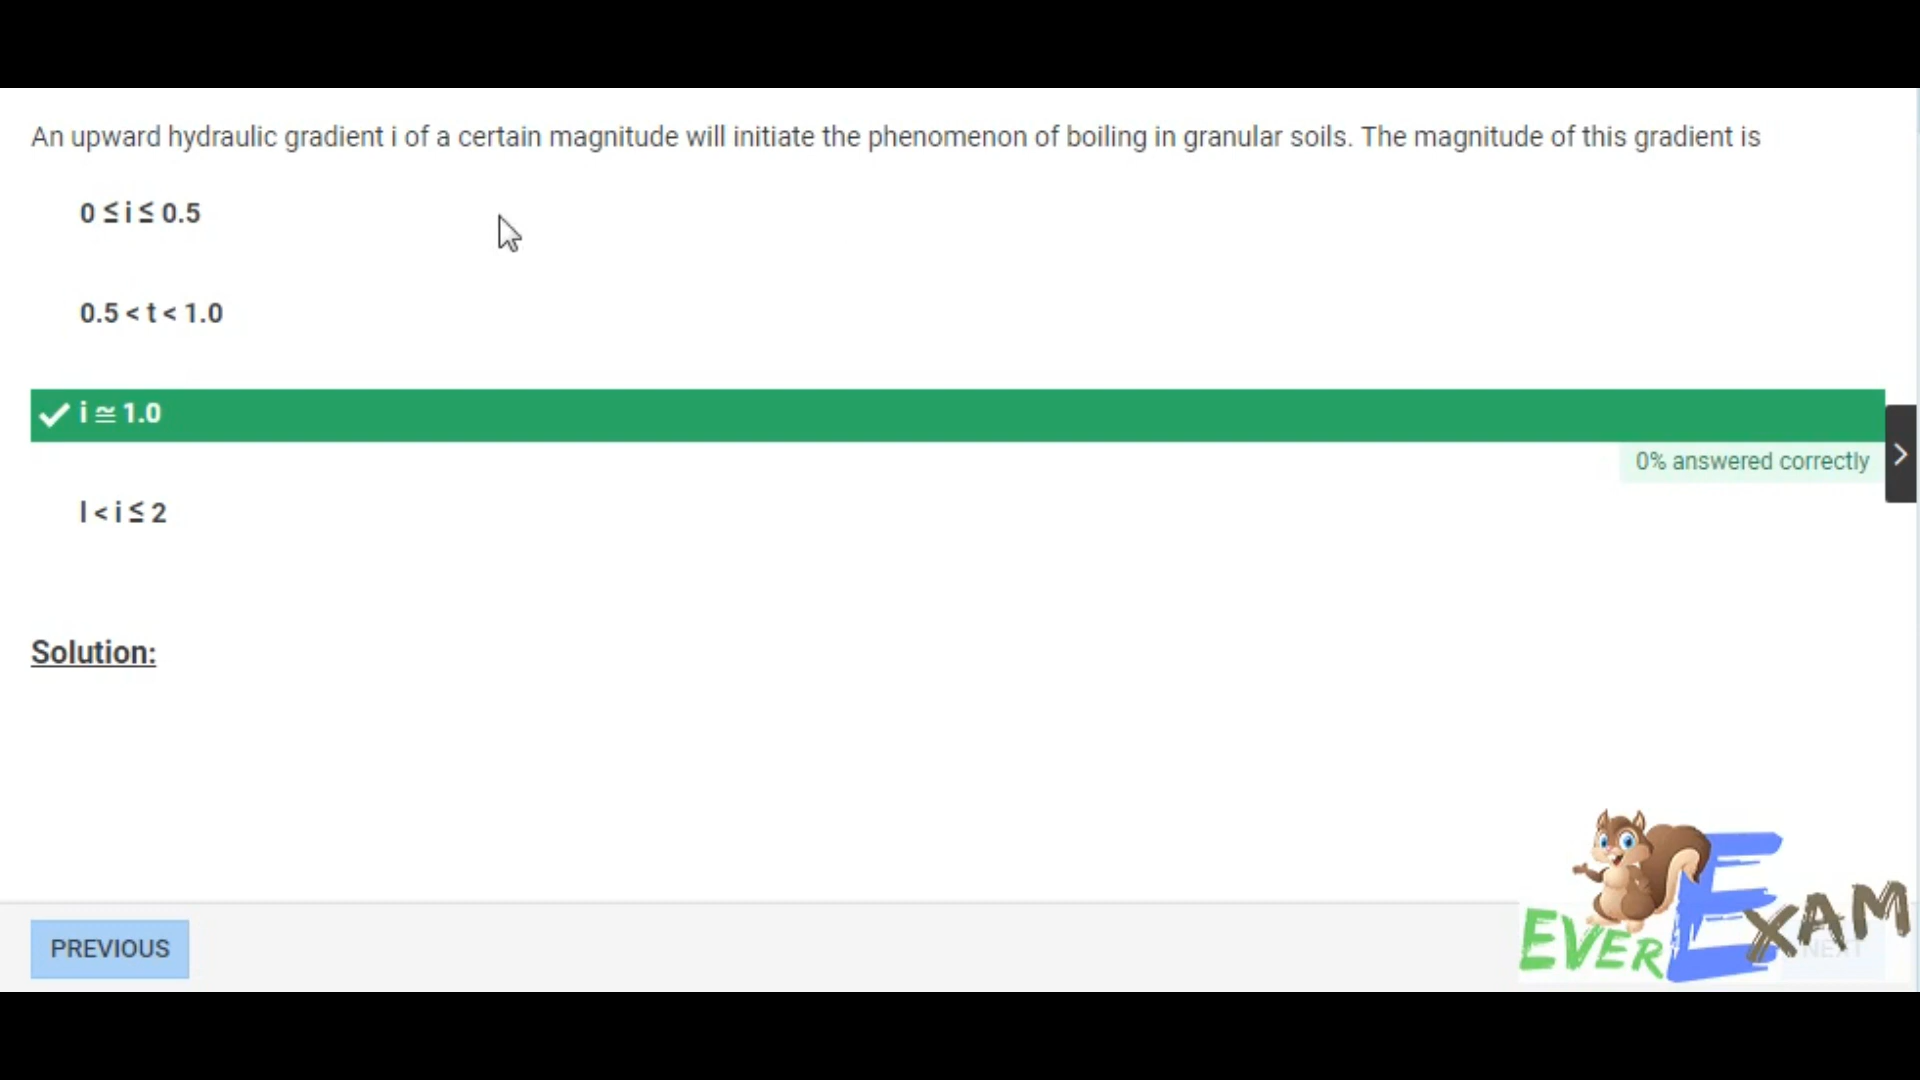 An upward hydraulic gradient i of a certain magnitude will initiate the phenomenon of boiling in granular soils. The magnitude of this gradient is
0 ≤ i ≤ 0.5
0.5 < t < 1.0
i ≅ 1.0
0% answered correctly
l < i ≤ 2
Solution:
PREVIOUS
NEXT
EVER EXAM